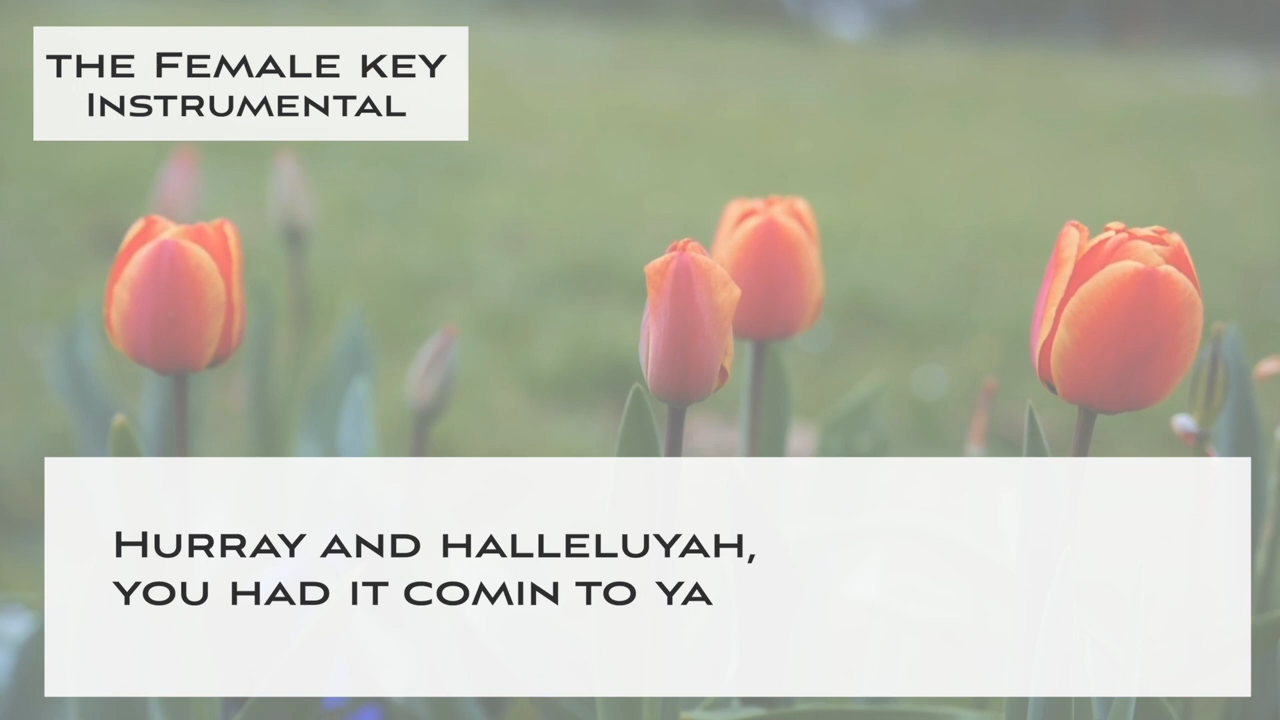 THE FEMALE KEY
INSTRUMENTAL
HURRAY AND HALLELUYAH,
YOU HAD IT COMIN TO YA